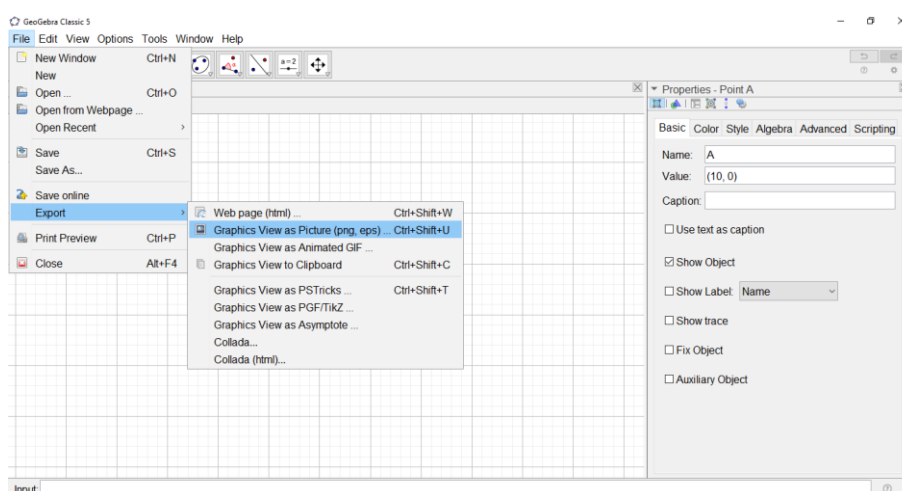 GeoGebra Classic 5
File Edit View Options Tools Window Help
New Window Ctrl+N
New
Open ... Ctrl+O
Open from Webpage ...
Open Recent
Save Ctrl+S
Save As...
Save online
Export
Print Preview Ctrl+P
Close Alt+F4
Web page (html) ... Ctrl+Shift+W
Graphics View as Picture (png, eps) ... Ctrl+Shift+U
Graphics View as Animated GIF ...
Graphics View to Clipboard Ctrl+Shift+C
Graphics View as PSTricks ... Ctrl+Shift+T
Graphics View as PGF/TikZ ...
Graphics View as Asymptote ...
Collada...
Collada (html)...
a=2
Properties - Point A
Basic Color Style Algebra Advanced Scripting
Name: A
Value: (10, 0)
Caption:
Use text as caption
Show Object
Show Label: Name
Show trace
Fix Object
Auxiliary Object
Input: